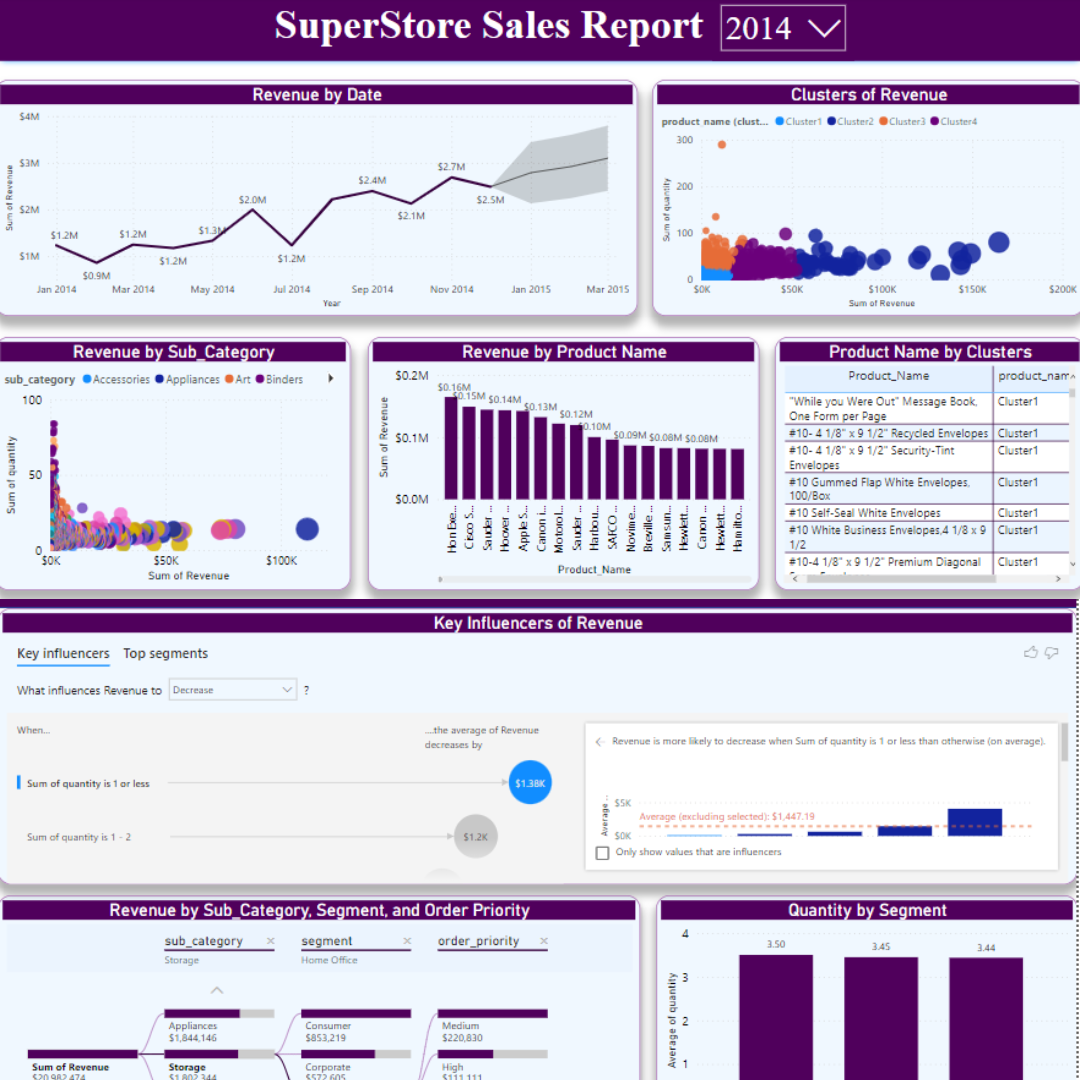 SuperStore Sales Report
2014
Revenue by Date
$4M
$3M
$2M
$1M
Sum of Revenue
$1.2M
$0.9M
$1.2M
$1.2M
$1.3M
$2.0M
$1.2M
$2.4M
$2.1M
$2.7M
$2.5M
Jan 2014
Mar 2014
May 2014
Jul 2014
Sep 2014
Nov 2014
Jan 2015
Mar 2015
Year
Clusters of Revenue
product_name (clust... Cluster1 Cluster2 Cluster3 Cluster4
300
200
100
0
Sum of quantity
$0K
$50K
$100K
$150K
$200K
Sum of Revenue
Revenue by Sub_Category
sub_category Accessories Appliances Art Binders
100
50
0
Sum of quantity
$0K
$50K
$100K
Sum of Revenue
Revenue by Product Name
$0.2M
$0.1M
$0.0M
Sum of Revenue
$0.16M
$0.15M
$0.14M
$0.13M
$0.12M
$0.10M
$0.09M
$0.08M
$0.08M
Hon Exe...
Cisco S...
Sauder ...
Hoover ...
Apple S...
Canon i...
Motorol...
Sauder ...
Harbou...
SAFCO ...
Novime...
Breville ...
Samsun...
Hewlett...
Canon ...
Hewlett...
Hamilto...
Product_Name
Product Name by Clusters
Product_Name product_nam
"While you Were Out" Message Book, Cluster1
One Form per Page
#10- 4 1/8" x 9 1/2" Recycled Envelopes Cluster1
#10- 4 1/8" x 9 1/2" Security-Tint Cluster1
Envelopes
#10 Gummed Flap White Envelopes, Cluster1
100/Box
#10 Self-Seal White Envelopes Cluster1
#10 White Business Envelopes,4 1/8 x 9 Cluster1
1/2
#10-4 1/8" x 9 1/2" Premium Diagonal Cluster1
Key Influencers of Revenue
Key influencers Top segments
What influences Revenue to Decrease ?
When...
....the average of Revenue
decreases by
Sum of quantity is 1 or less
$1.38K
Sum of quantity is 1 - 2
$1.2K
Revenue is more likely to decrease when Sum of quantity is 1 or less than otherwise (on average).
Average...
$5K
$0K
Average (excluding selected): $1,447.19
Only show values that are influencers
Revenue by Sub_Category, Segment, and Order Priority
sub_category × segment × order_priority ×
Storage
Home Office
Appliances
$1,844,146
Consumer
$853,219
Medium
$220,830
Sum of Revenue
$20,982,474
Storage
$1,802,344
Corporate
$572,605
High
$111,111
Quantity by Segment
4
3
2
1
Average of quantity
3.50
3.45
3.44